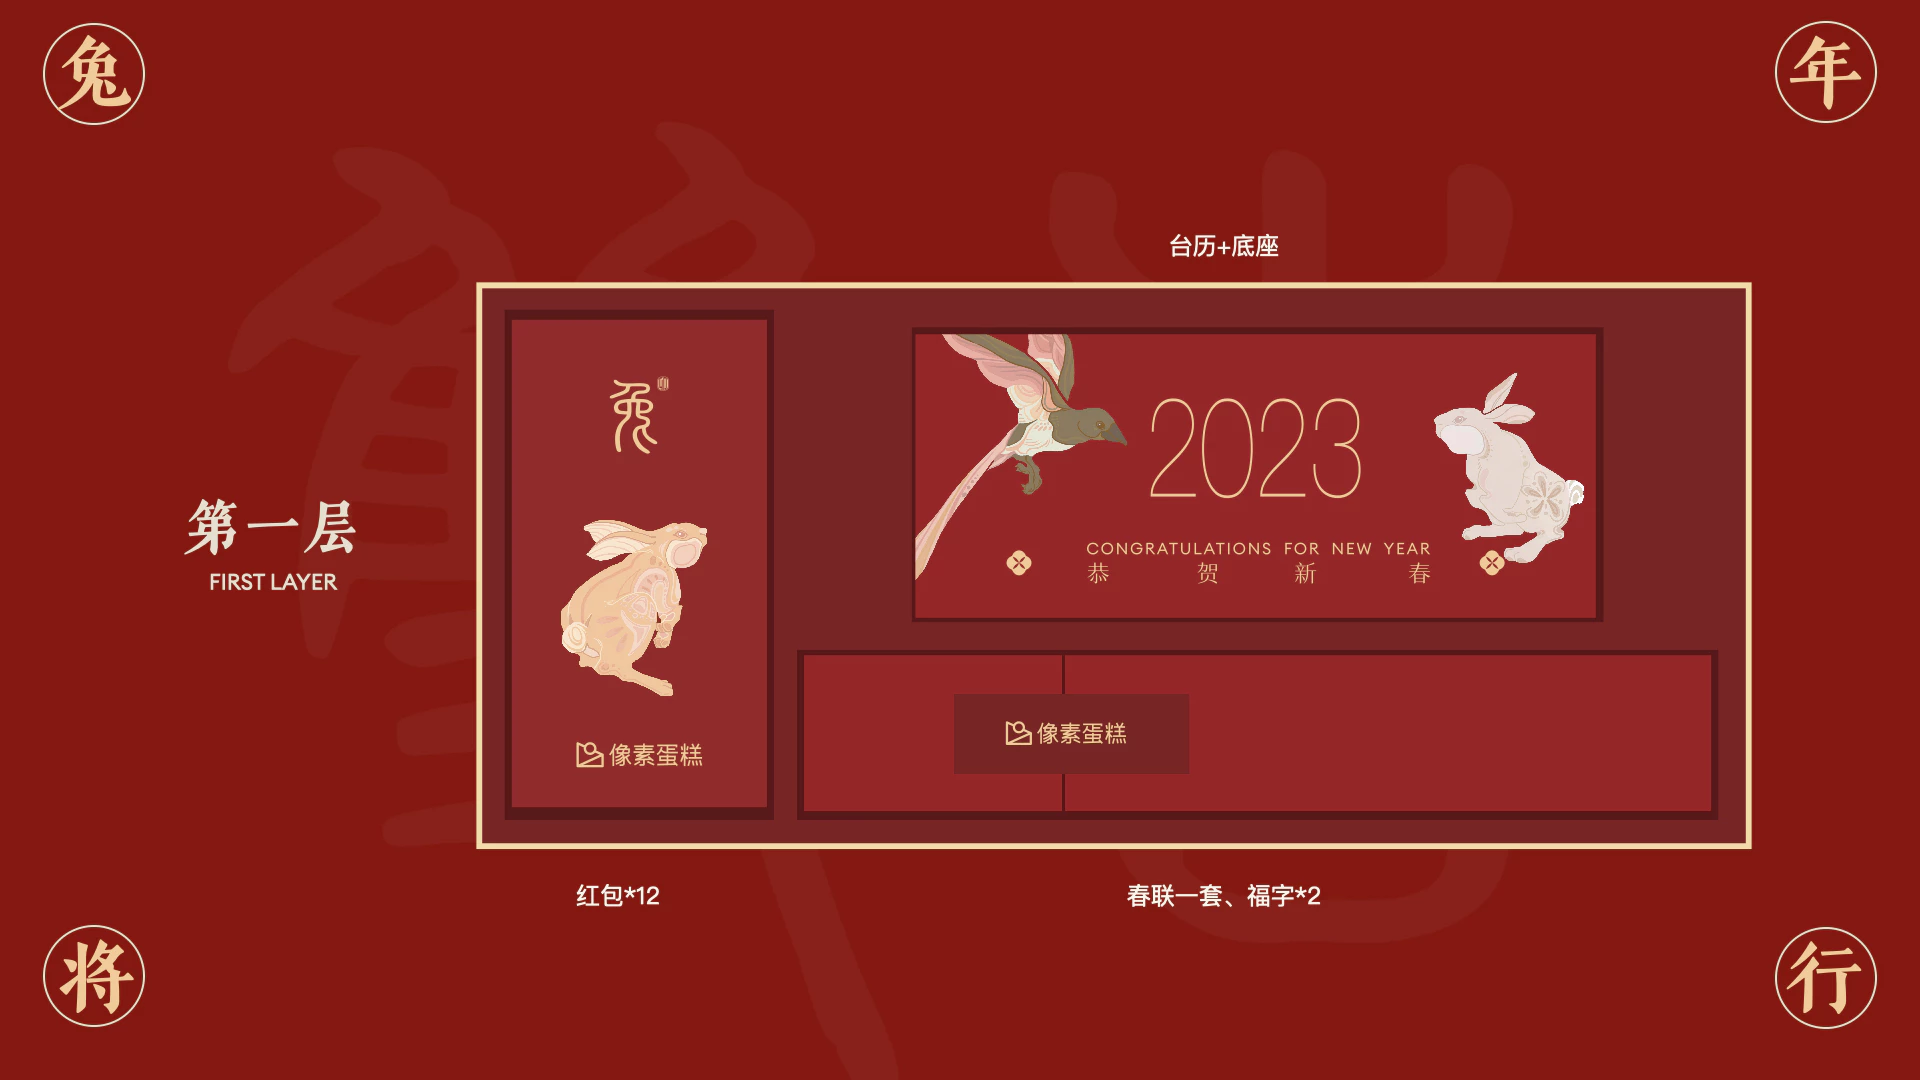 兔
年
台历+底座
兔
2023
CONGRATULATIONS FOR NEW YEAR
恭贺新春
第一层
FIRST LAYER
像素蛋糕
像素蛋糕
红包*12
春联一套、福字*2
将
行